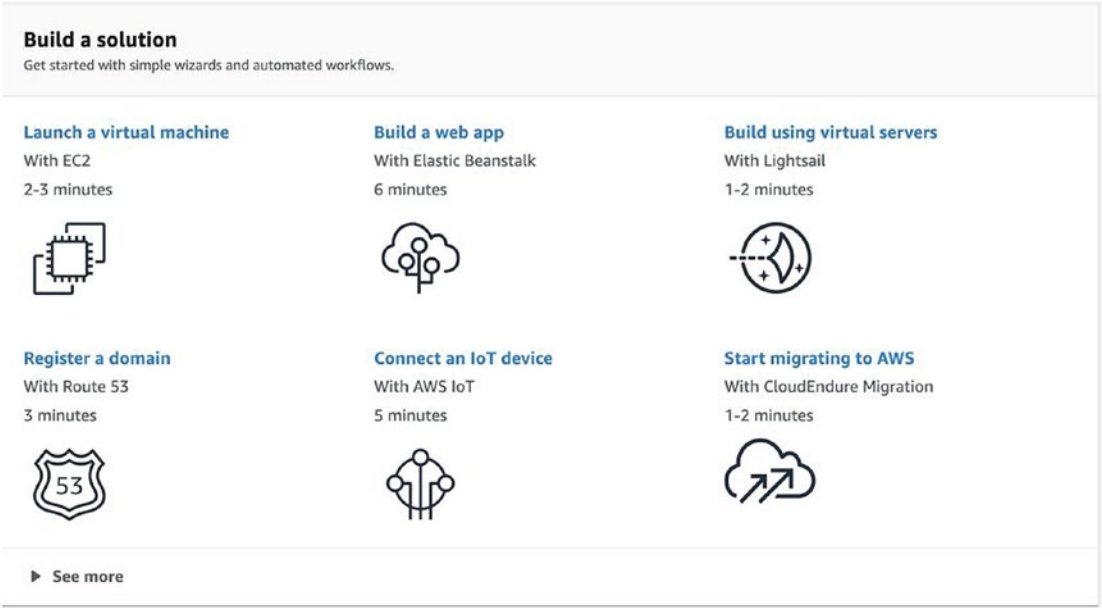 Build a solution
Get started with simple wizards and automated workflows.
Launch a virtual machine
With EC2
2-3 minutes
Build a web app
With Elastic Beanstalk
6 minutes
Build using virtual servers
With Lightsail
1-2 minutes
Register a domain
With Route 53
3 minutes
53
Connect an IoT device
With AWS IoT
5 minutes
Start migrating to AWS
With CloudEndure Migration
1-2 minutes
See more